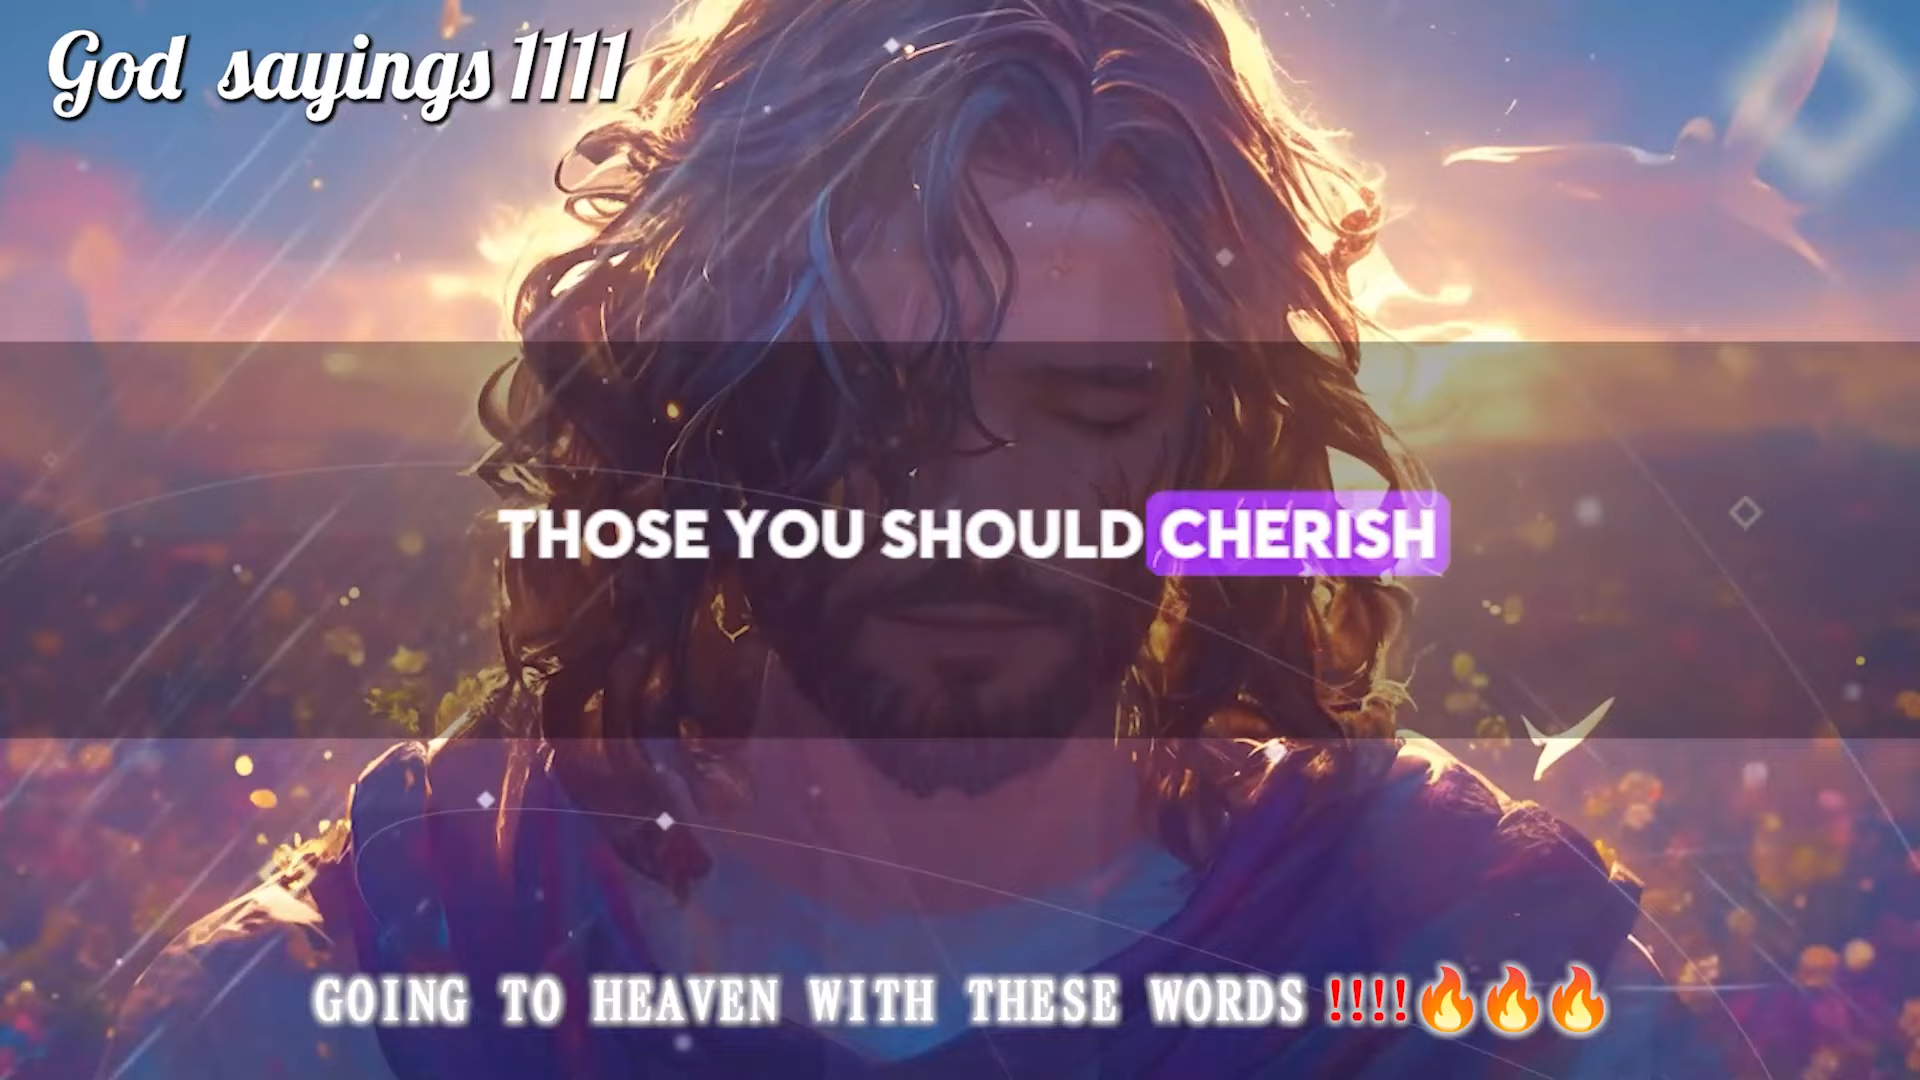 God sayings 1111
THOSE YOU SHOULD CHERISH
GOING TO HEAVEN WITH THESE WORDS !!!!🔥🔥🔥